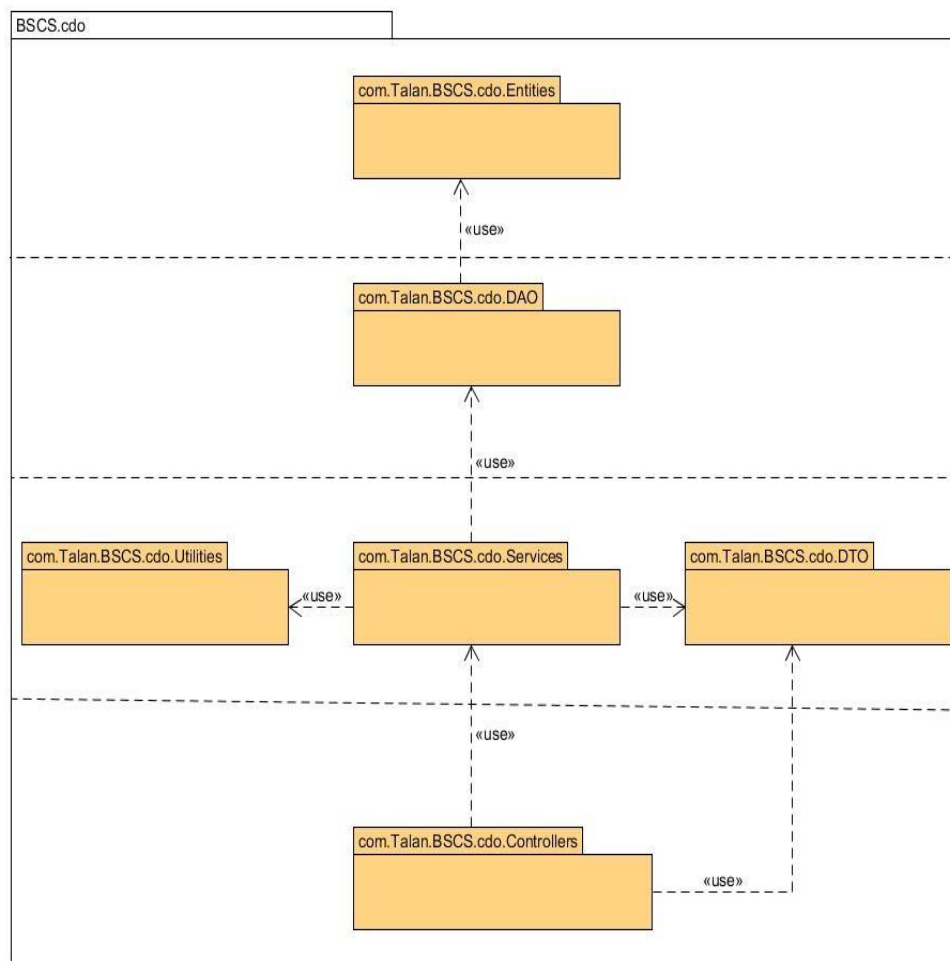 BSCS.cdo
com.Talan.BSCS.cdo.Entities
«use»
com.Talan.BSCS.cdo.DAO
«use»
com.Talan.BSCS.cdo.Utilities
com.Talan.BSCS.cdo.Services
com.Talan.BSCS.cdo.DTO
«use»
«use»
«use»
com.Talan.BSCS.cdo.Controllers
«use»